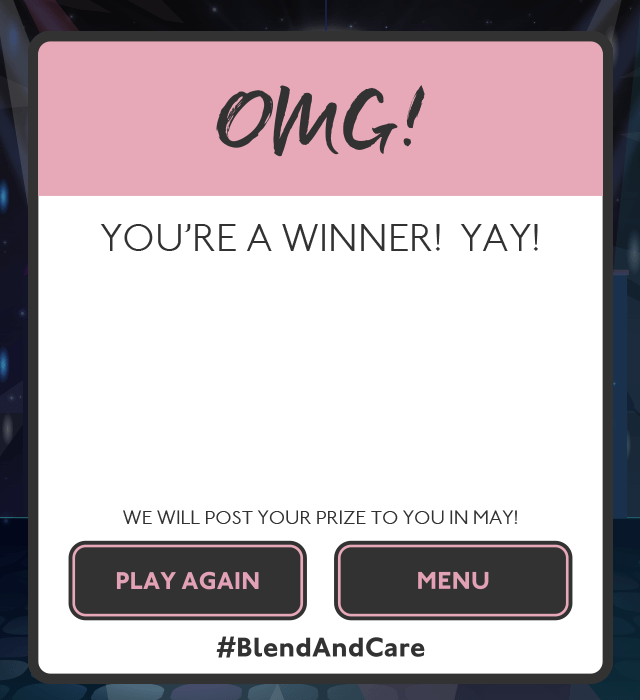 OMG!
YOU’RE A WINNER!  YAY!
WE WILL POST YOUR PRIZE TO YOU IN MAY!
PLAY AGAIN
MENU
#BlendAndCare